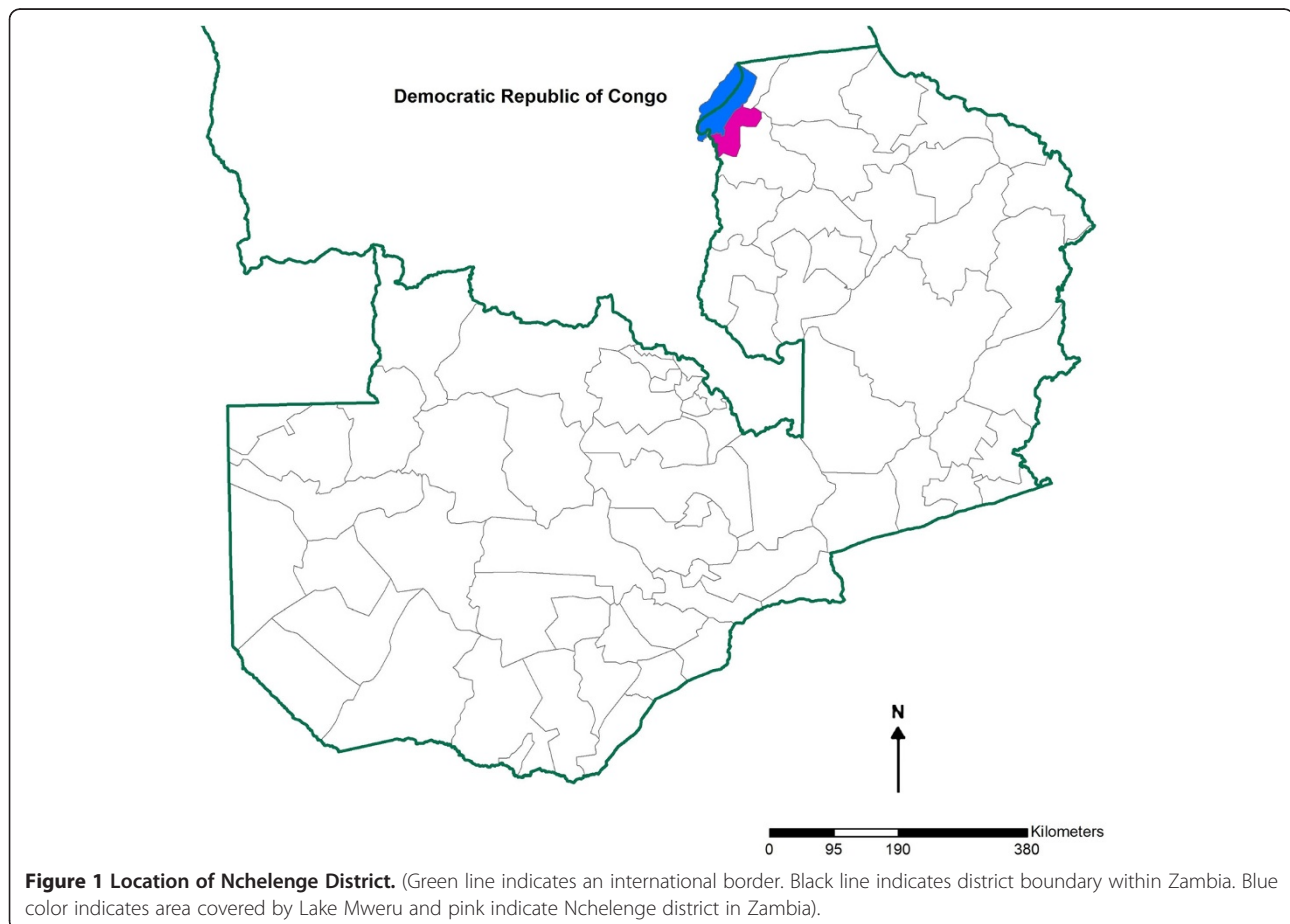 Democratic Republic of Congo
N
Kilometers
0 95 190 380
Figure 1 Location of Nchelenge District. (Green line indicates an international border. Black line indicates district boundary within Zambia. Blue
color indicates area covered by Lake Mweru and pink indicate Nchelenge district in Zambia).